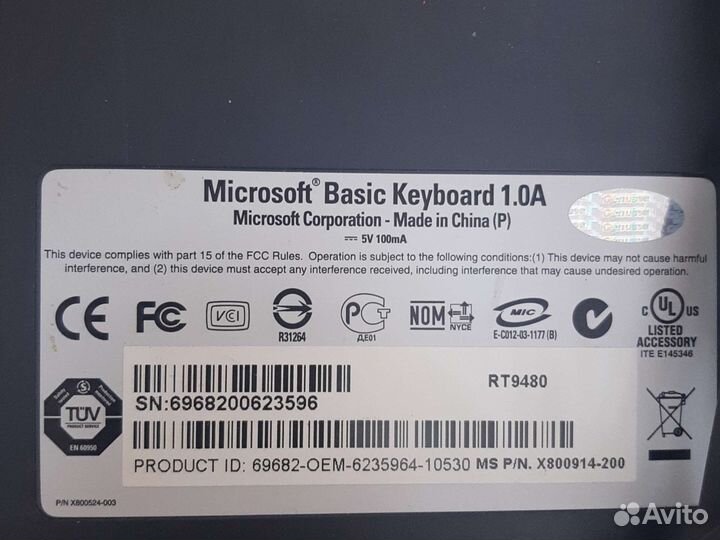 Microsoft® Basic Keyboard 1.0A
Microsoft Corporation - Made in China (P)
5V 100mA
This device complies with part 15 of the FCC Rules. Operation is subject to the following conditions:(1) This device may not cause harmful
interference, and (2) this device must accept any interference received, including interference that may cause undesired operation.
CE FC VCI R31264 РСТ ДЕ01 NOM NYCE MIC E-C012-03-1177 (B) C UL US
LISTED
ACCESSORY
ITE E145346
RT9480
SN:6968200623596
TÜV
PRODUCT SERVICE
EN 60950
PRODUCT ID: 69682-OEM-6235964-10530 MS P/N. X800914-200
P/N X800524-003
Avito